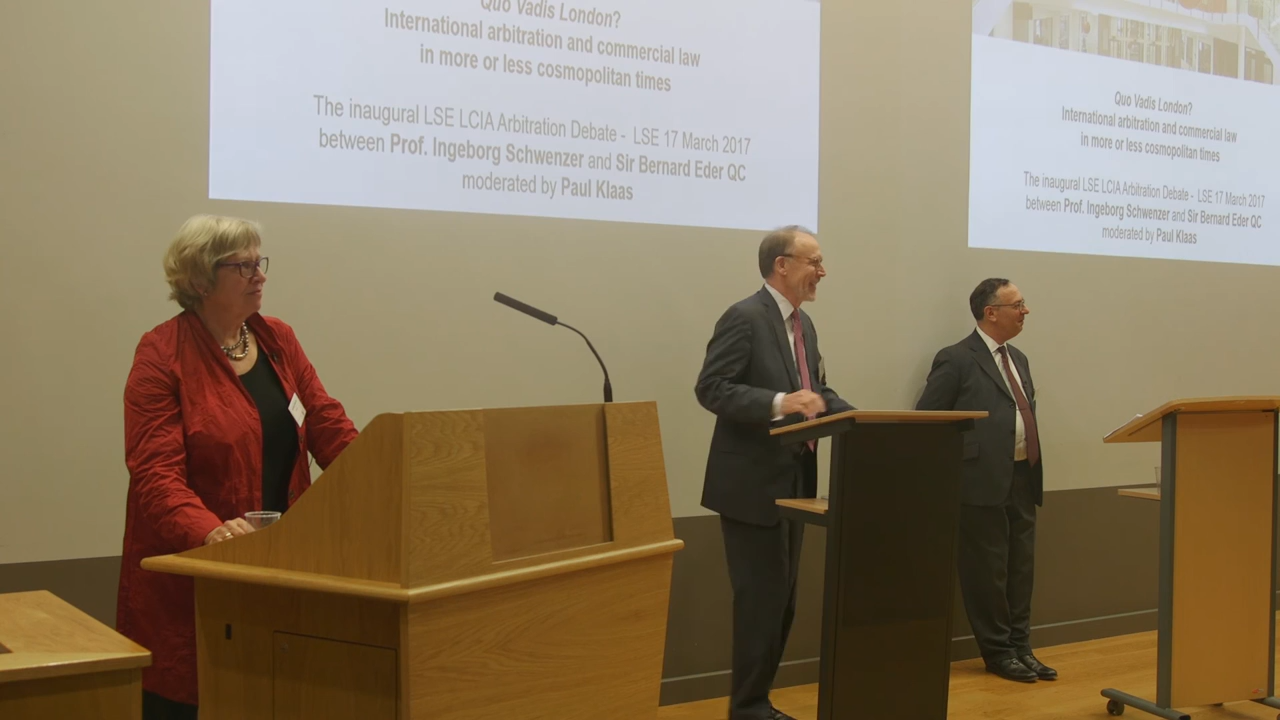 Quo Vadis London?
International arbitration and commercial law
in more or less cosmopolitan times
The inaugural LSE LCIA Arbitration Debate - LSE 17 March 2017
between Prof. Ingeborg Schwenzer and Sir Bernard Eder QC
moderated by Paul Klaas
Quo Vadis London?
International arbitration and commercial law
in more or less cosmopolitan times
The inaugural LSE LCIA Arbitration Debate - LSE 17 March 2017
between Prof. Ingeborg Schwenzer and Sir Bernard Eder QC
moderated by Paul Klaas